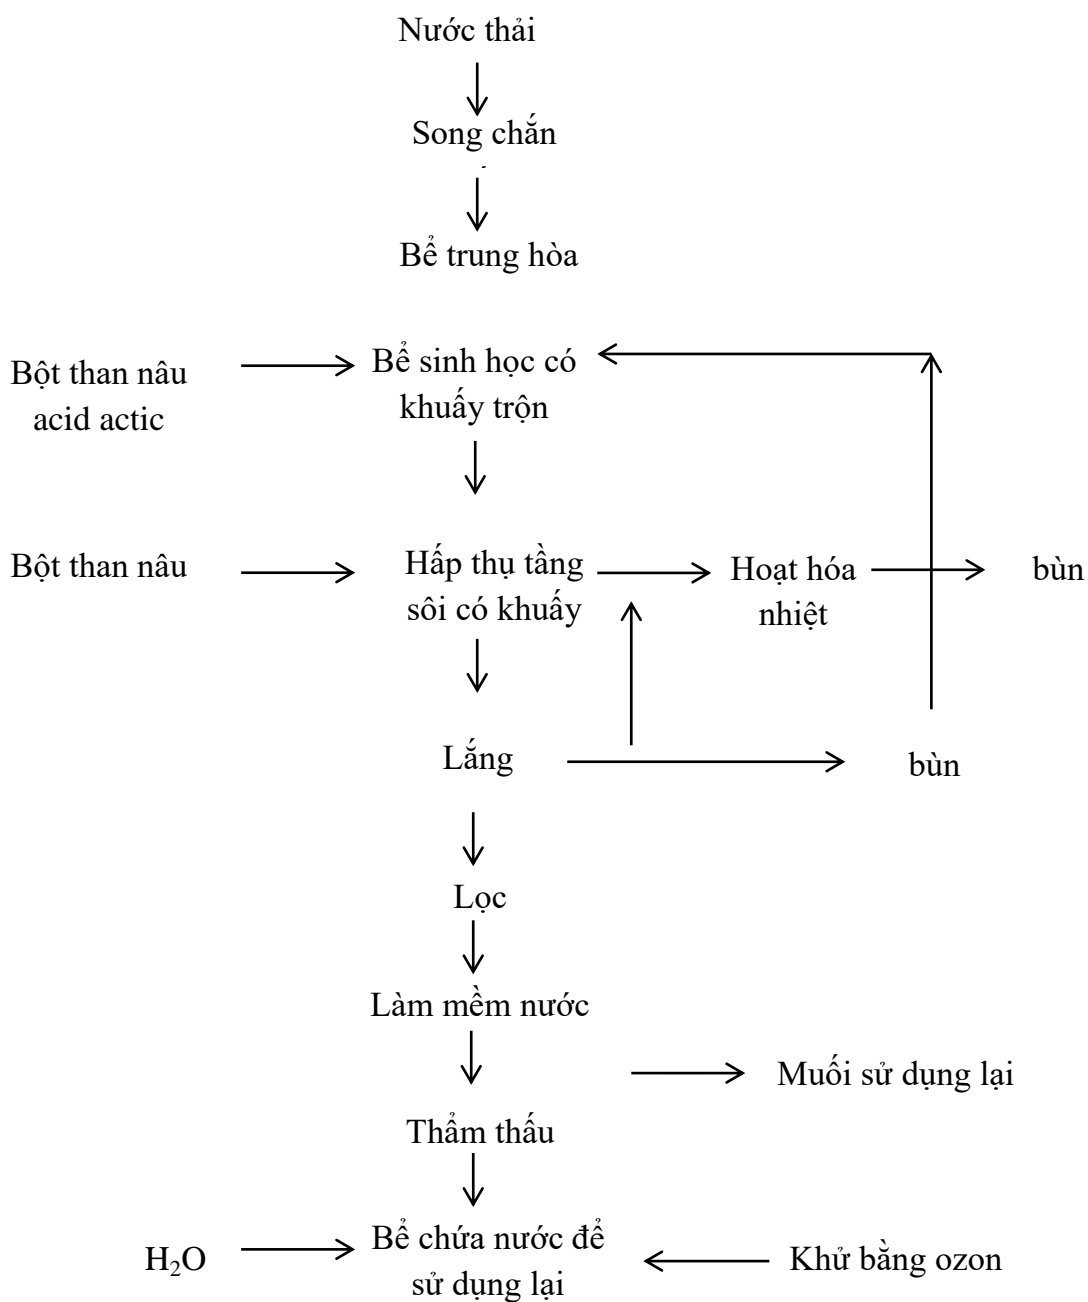 Nước thải
Song chắn
Bể trung hòa
Bột than nâu
acid actic
Bể sinh học có
khuấy trộn
Bột than nâu
Hấp thụ tầng
sôi có khuấy
Hoạt hóa
nhiệt
bùn
Lắng
bùn
Lọc
Làm mềm nước
Muối sử dụng lại
Thẩm thấu
H₂O
Bể chứa nước để
sử dụng lại
Khử bằng ozon